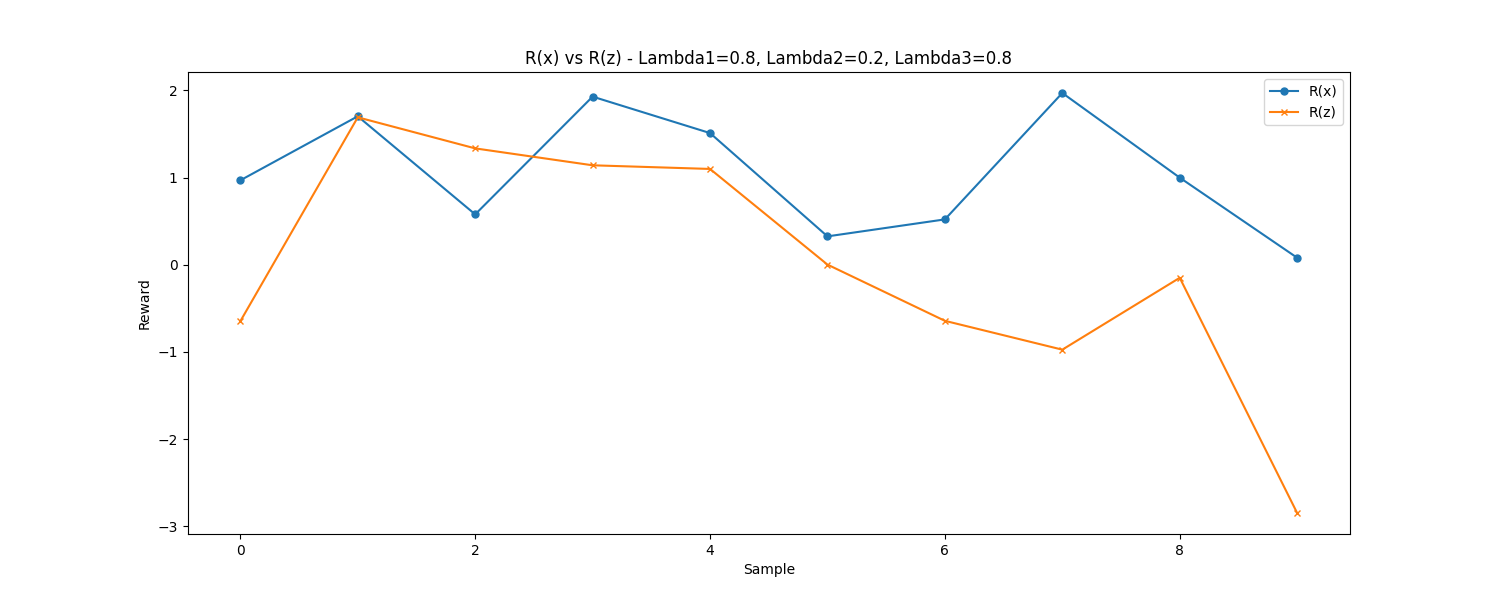 R(x) vs R(z) - Lambda1=0.8, Lambda2=0.2, Lambda3=0.8
R(x)
R(z)
2
1
0
−1
−2
−3
Reward
0 2 4 6 8
Sample